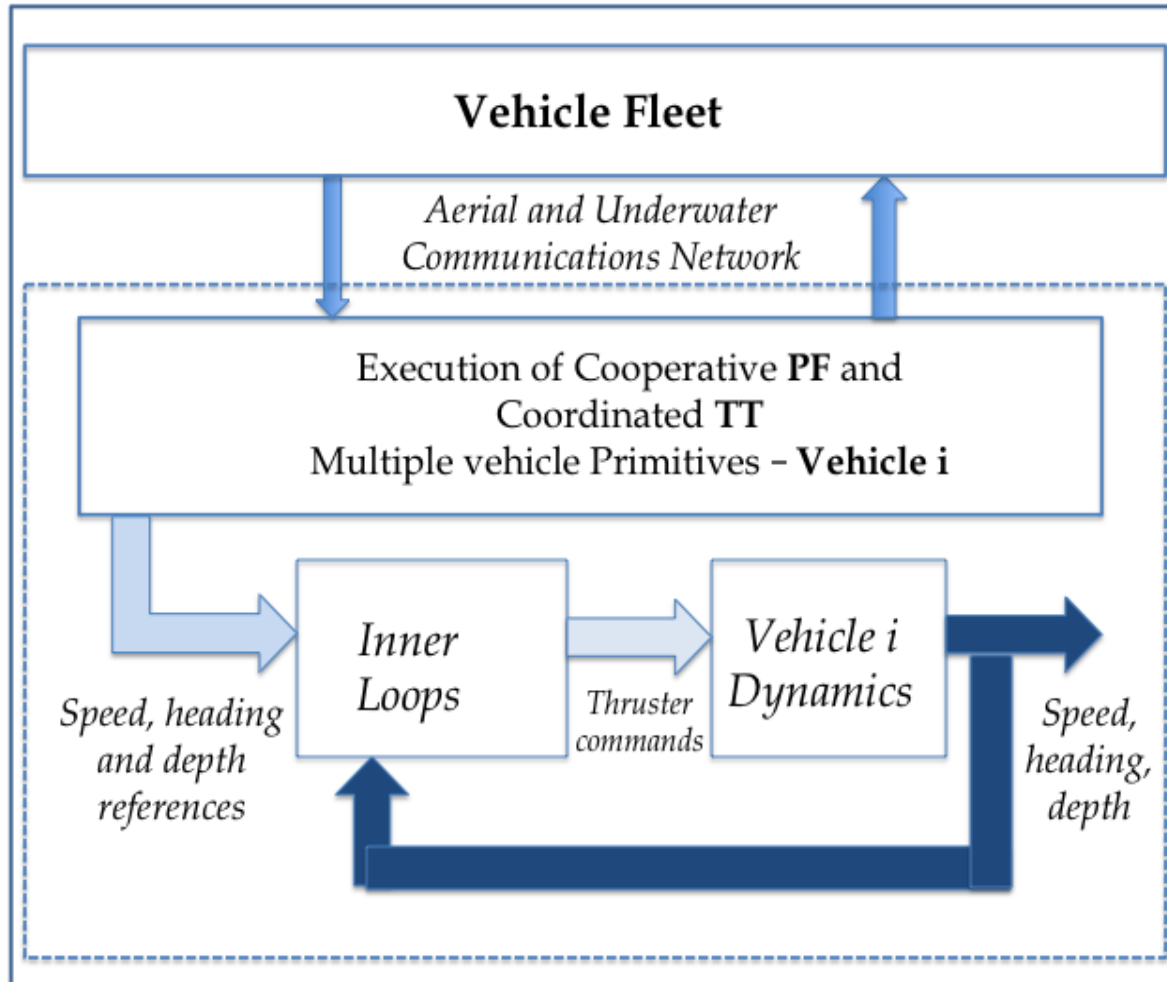 Vehicle Fleet
Aerial and Underwater
Communications Network
Execution of Cooperative PF and
Coordinated TT
Multiple vehicle Primitives – Vehicle i
Speed, heading
and depth
references
Inner
Loops
Thruster
commands
Vehicle i
Dynamics
Speed,
heading,
depth